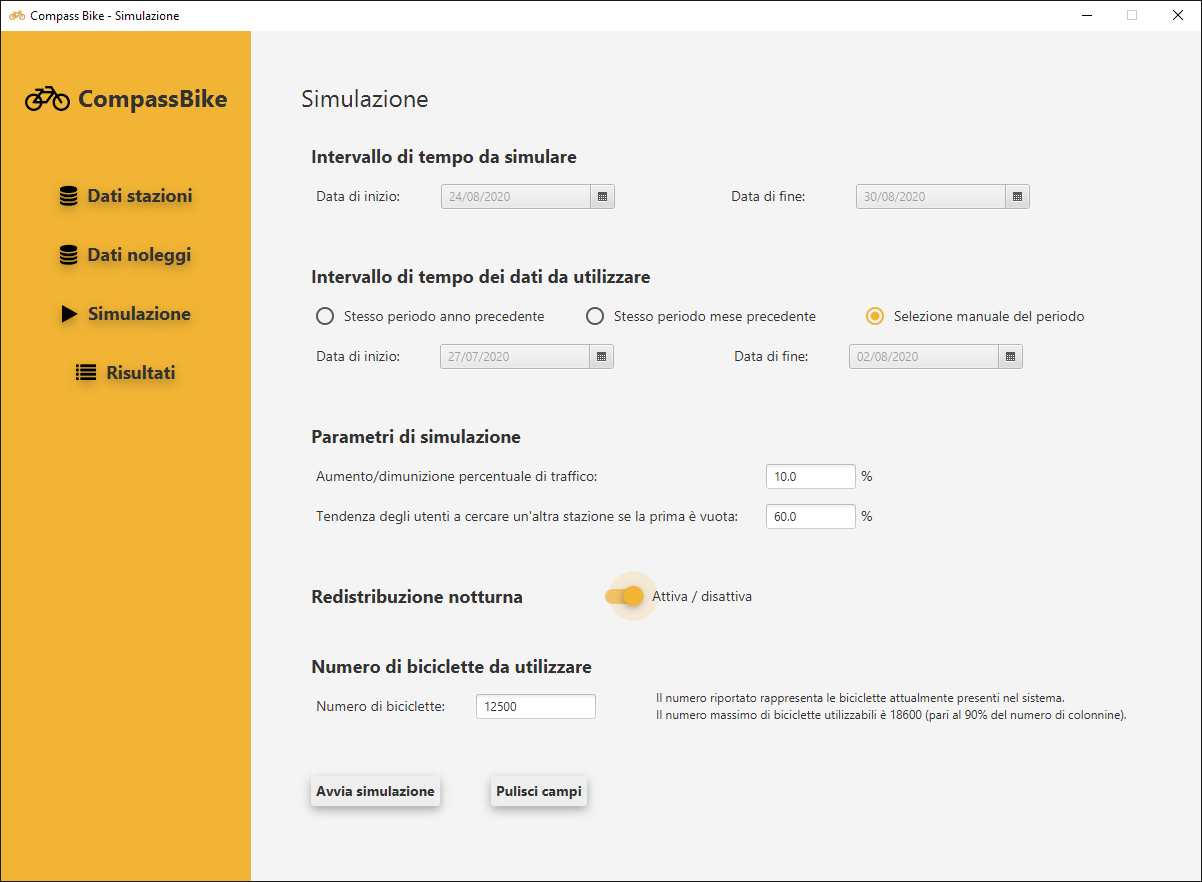 Compass Bike - Simulazione
CompassBike
Dati stazioni
Dati noleggi
Simulazione
Risultati
Simulazione
Intervallo di tempo da simulare
Data di inizio: 24/08/2020 Data di fine: 30/08/2020
Intervallo di tempo dei dati da utilizzare
Stesso periodo anno precedente Stesso periodo mese precedente Selezione manuale del periodo
Data di inizio: 27/07/2020 Data di fine: 02/08/2020
Parametri di simulazione
Aumento/dimunizione percentuale di traffico: 10.0 %
Tendenza degli utenti a cercare un'altra stazione se la prima è vuota: 60.0 %
Redistribuzione notturna Attiva / disattiva
Numero di biciclette da utilizzare
Numero di biciclette: 12500
Il numero riportato rappresenta le biciclette attualmente presenti nel sistema.
Il numero massimo di biciclette utilizzabili è 18600 (pari al 90% del numero di colonnine).
Avvia simulazione Pulisci campi